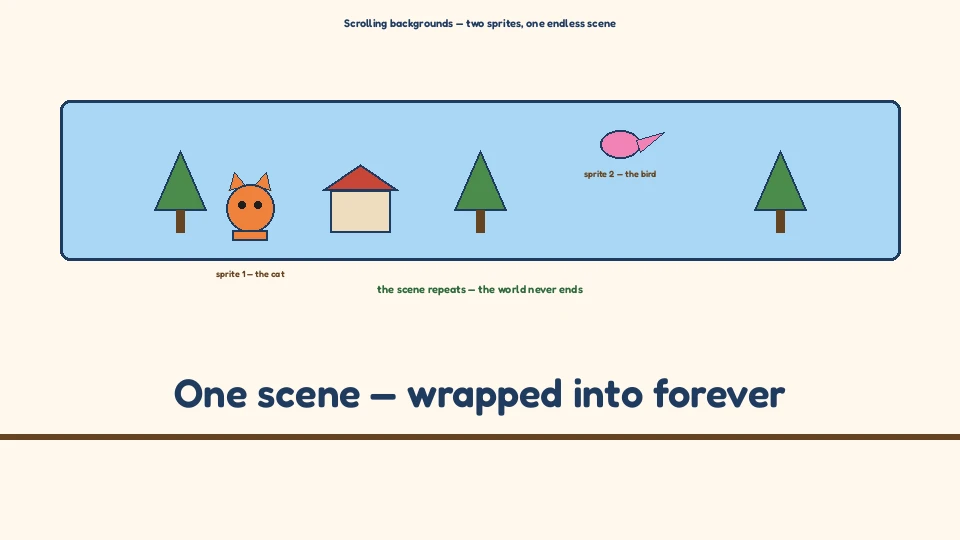 Scrolling backgrounds — two sprites, one endless scene
sprite 2 — the bird
sprite 1 — the cat
the scene repeats — the world never ends
One scene — wrapped into forever